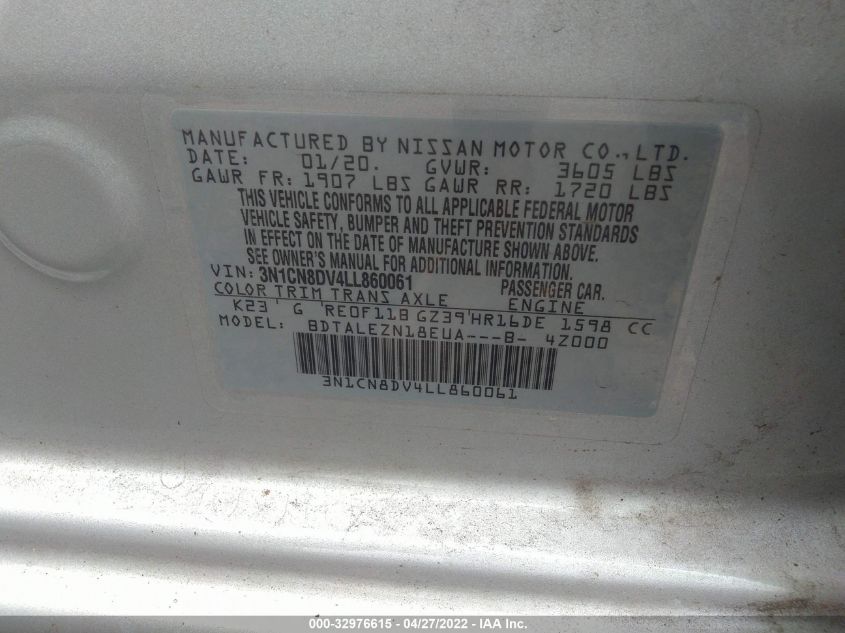 MANUFACTURED BY NISSAN MOTOR CO., LTD.
DATE: 01/20. GVWR: 3605 LBS
GAWR FR: 1907 LBS GAWR RR: 1720 LBS
THIS VEHICLE CONFORMS TO ALL APPLICABLE FEDERAL MOTOR
VEHICLE SAFETY, BUMPER AND THEFT PREVENTION STANDARDS
IN EFFECT ON THE DATE OF MANUFACTURE SHOWN ABOVE.
SEE OWNER'S MANUAL FOR ADDITIONAL INFORMATION.
VIN: 3N1CN8DV4LL860061 PASSENGER CAR.
COLOR TRIM TRANS AXLE ENGINE
K23 ' G 'RE0F11B GZ39'HR16DE 1598 CC
MODEL: BDTALEZN18EUA---B- 4Z000
3N1CN8DV4LL860061
000-32976615 - 04/27/2022 - IAA Inc.